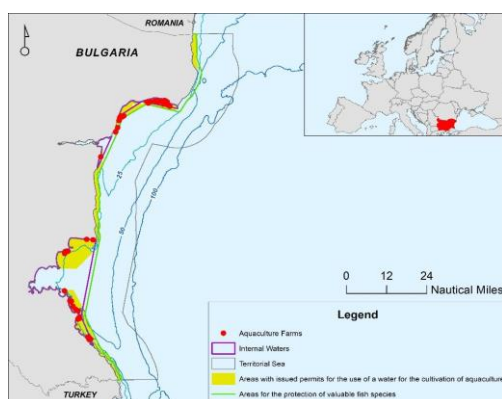 ROMANIA
BULGARIA
25
50
100
0 12 24
Nautical Miles
Legend
Aquaculture Farms
Internal Waters
Territorial Sea
Areas with issued permits for the use of a water for the cultivation of aquaculture
Areas for the protection of valuable fish species
TURKEY